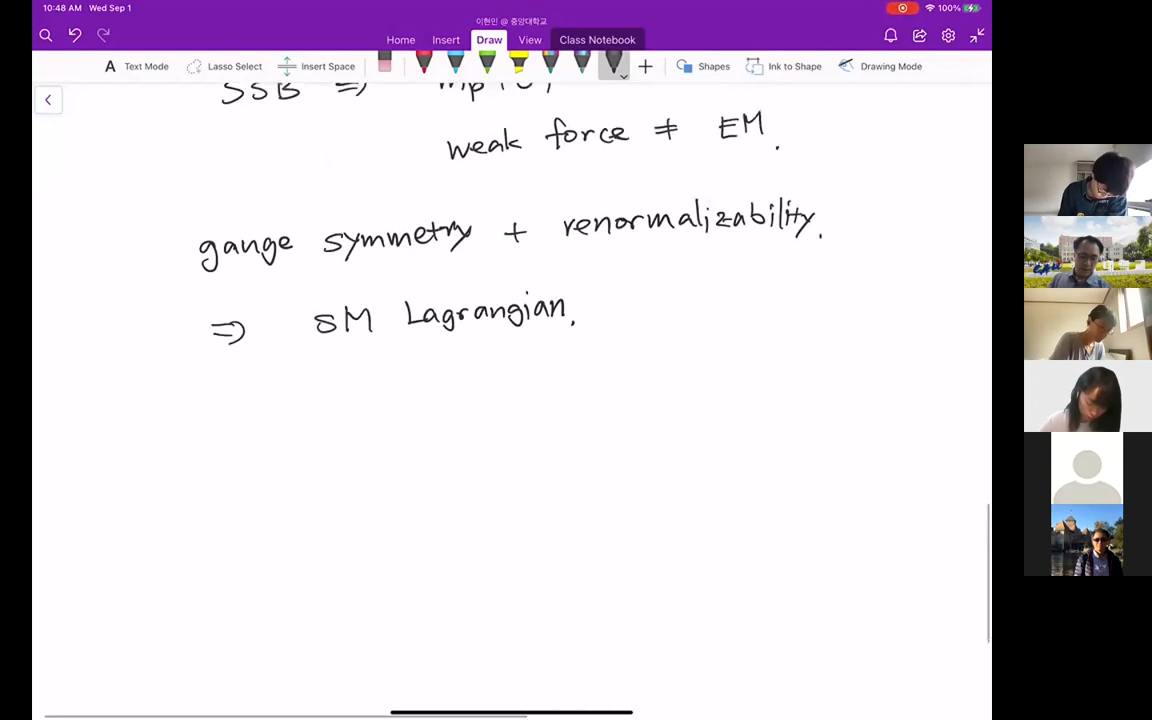 10:48 AM Wed Sep 1
100%
이현민 @ 중앙대학교
Home Insert Draw View Class Notebook
A Text Mode Lasso Select Insert Space Shapes Ink to Shape Drawing Mode
SSB ⇒
weak force ≠ EM.
gange symmetry + renormalizability.
⇒ SM Lagrangian.